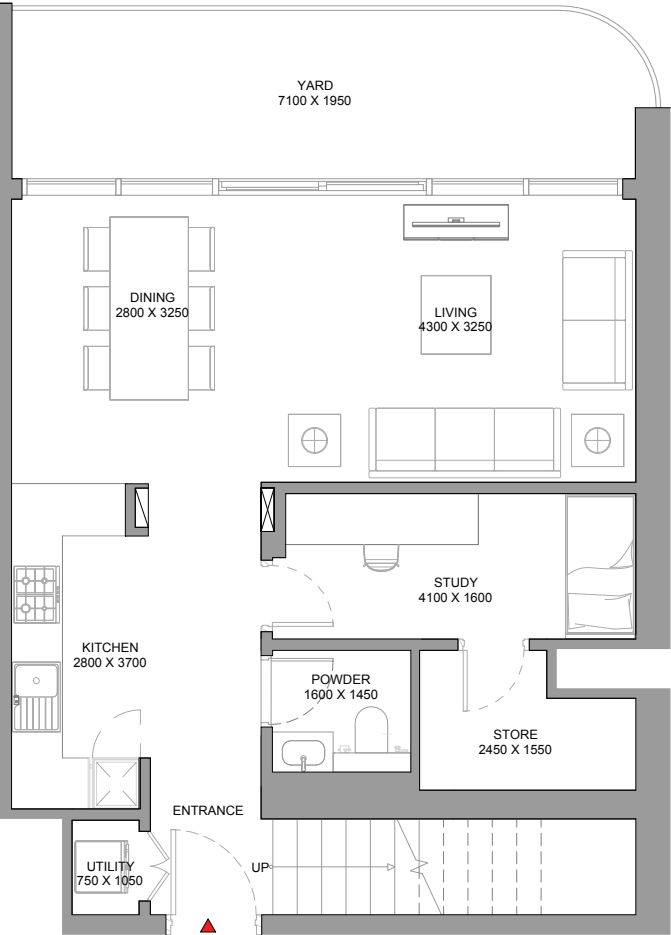 YARD
7100 X 1950
DINING
2800 X 3250
LIVING
4300 X 3250
STUDY
4100 X 1600
KITCHEN
2800 X 3700
POWDER
1600 X 1450
STORE
2450 X 1550
ENTRANCE
UTILITY
750 X 1050
UP